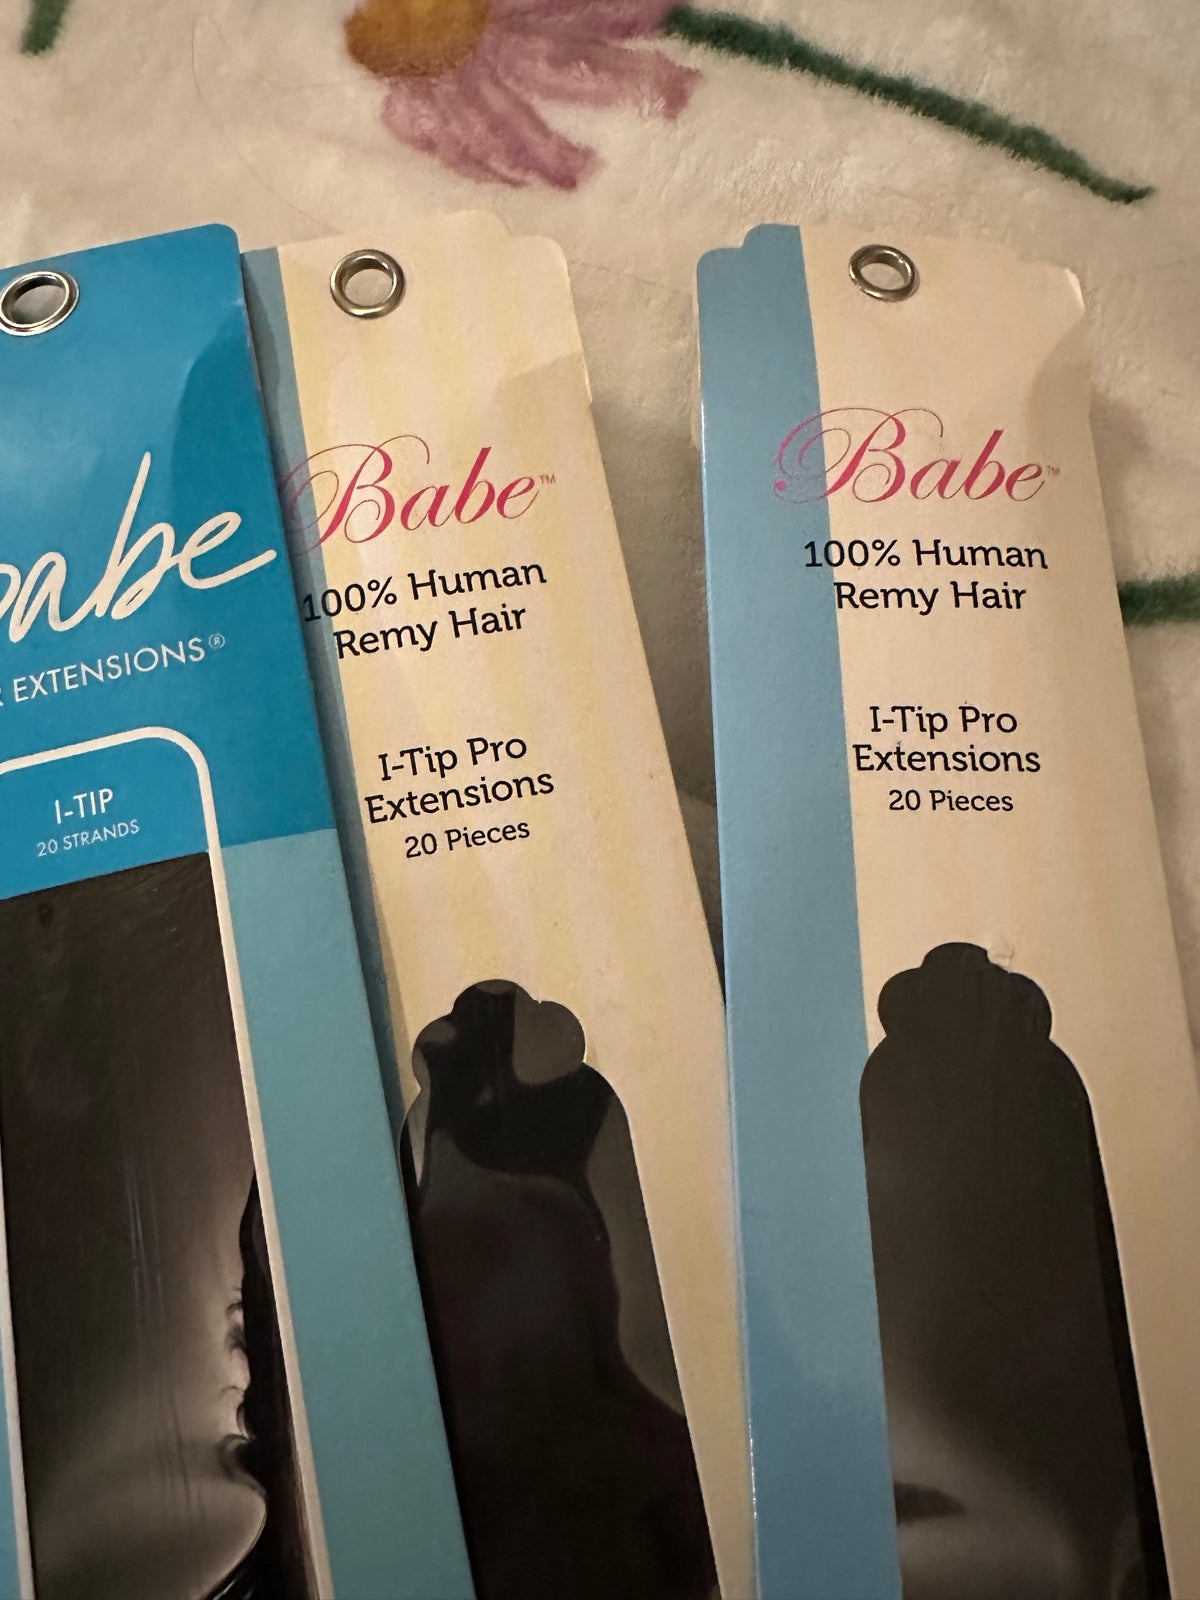 babe
EXTENSIONS®
I-TIP
20 STRANDS
Babe™
100% Human
Remy Hair
I-Tip Pro
Extensions
20 Pieces
Babe™
100% Human
Remy Hair
I-Tip Pro
Extensions
20 Pieces